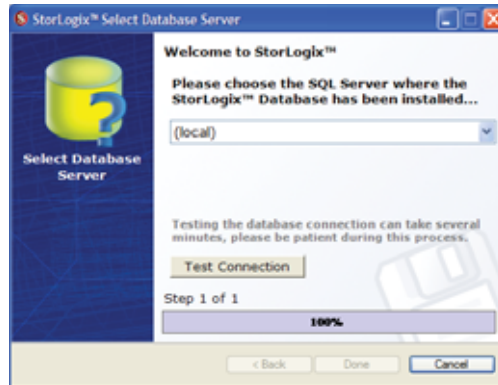 StorLogix™ Select Database Server
Welcome to StorLogix™
Please choose the SQL Server where the
StorLogix™ Database has been installed...
(local)
Select Database
Server
Testing the database connection can take several
minutes, please be patient during this process.
Test Connection
Step 1 of 1
100%
< Back
Done
Cancel